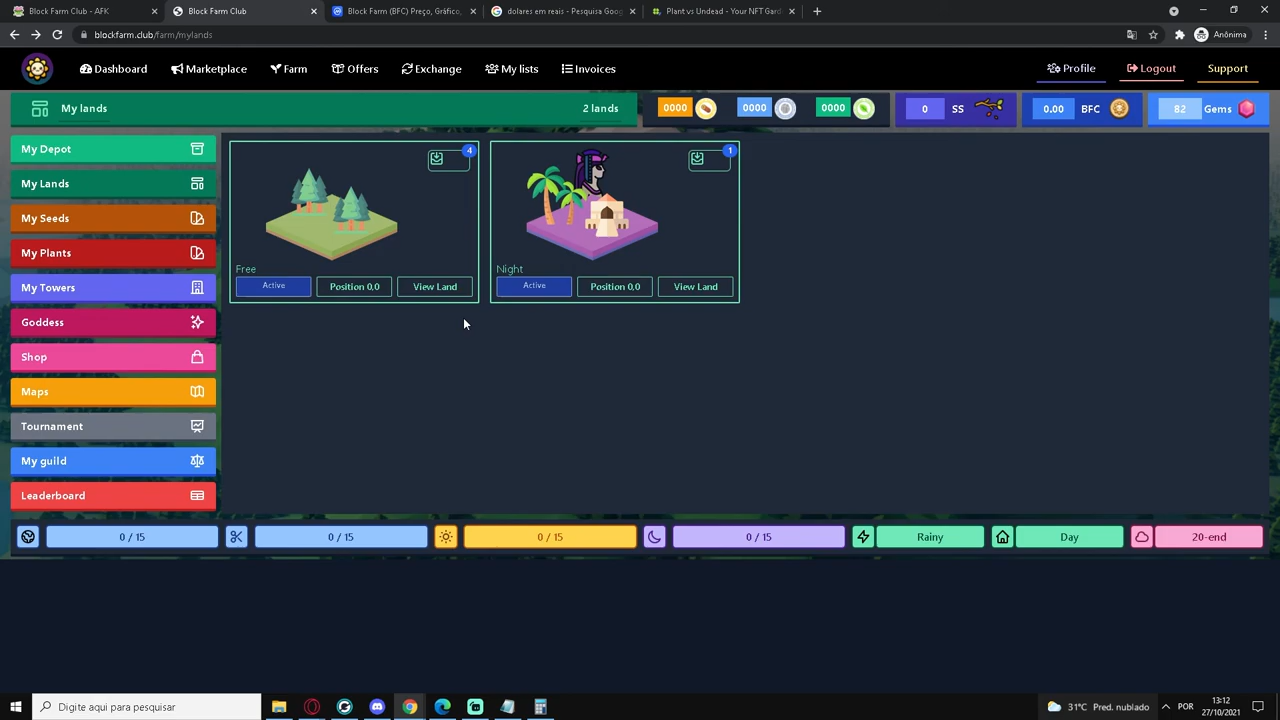 Block Farm Club - AFK
Block Farm Club
Block Farm (BFC) Preço, Gráfico,
dolares em reais - Pesquisa Goo
Plant vs Undead - Your NFT Gard
blockfarm.club/farm/mylands
Anônima
Dashboard
Marketplace
Farm
Offers
Exchange
My lists
Invoices
Profile
Logout
Support
My lands
2 lands
0000
0000
0000
0 SS
0.00 BFC
82 Gems
My Depot
My Lands
My Seeds
My Plants
My Towers
Goddess
Shop
Maps
Tournament
My guild
Leaderboard
4
Free
Active Position 0,0 View Land
1
Night
Active Position 0,0 View Land
0 / 15
0 / 15
0 / 15
0 / 15
Rainy
Day
20-end
Digite aqui para pesquisar
31°C Pred. nublado
POR
13:12
27/10/2021